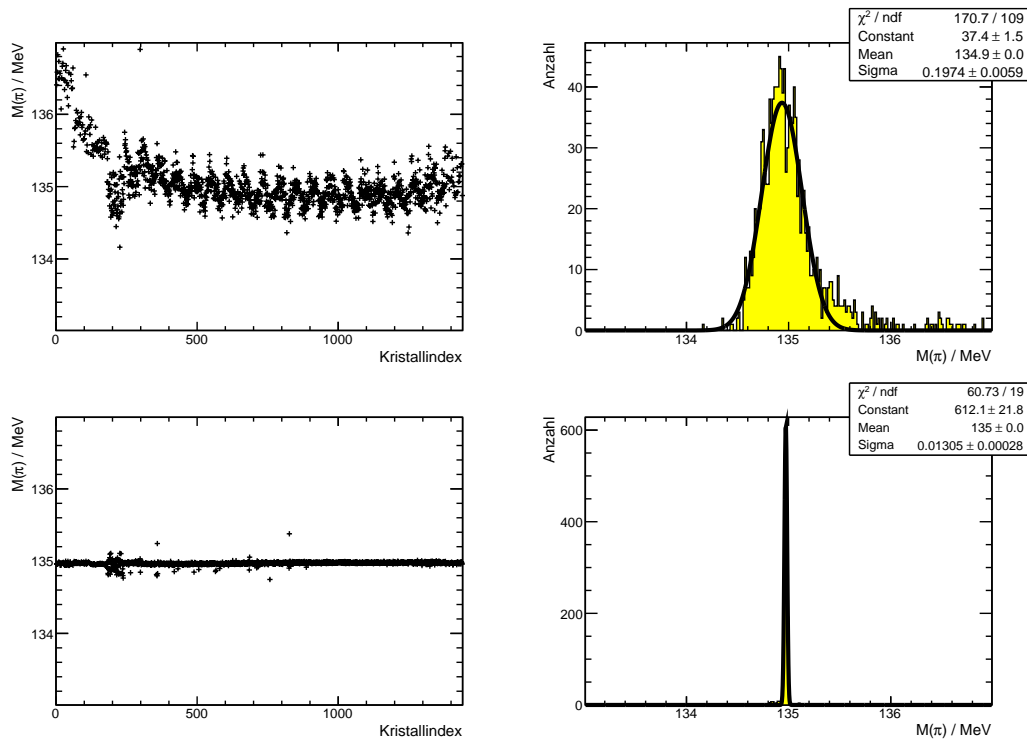 M(π) / MeV
136
135
134
0
500
1000
Kristallindex
χ² / ndf 170.7 / 109
Constant 37.4 ± 1.5
Mean 134.9 ± 0.0
Sigma 0.1974 ± 0.0059
Anzahl
40
30
20
10
0
134
135
136
M(π) / MeV
M(π) / MeV
136
135
134
0
500
1000
Kristallindex
χ² / ndf 60.73 / 19
Constant 612.1 ± 21.8
Mean 135 ± 0.0
Sigma 0.01305 ± 0.00028
Anzahl
600
400
200
0
134
135
136
M(π) / MeV